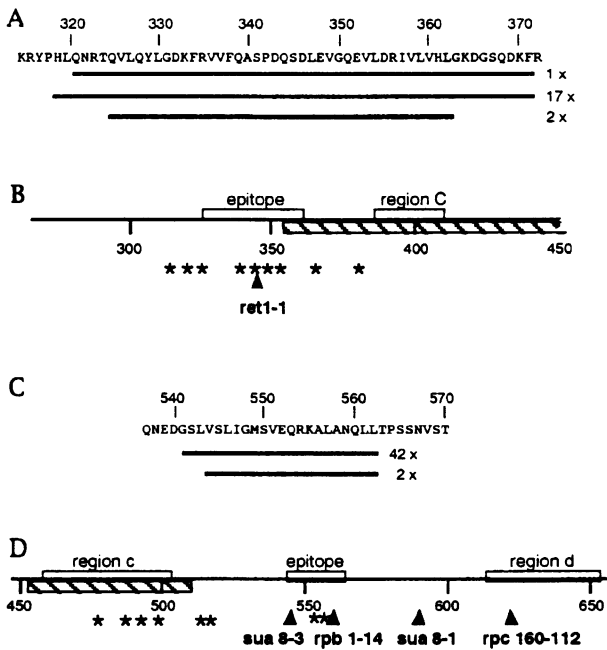 A
320 330 340 350 360 370
KRYPHLQNRTQVLQYLGDKFRVVFQASPDQSDLEVGQEVLDRIVLVHLGKDGSQDKFR
1 x
17 x
2 x
B
epitope region C
300 350 400 450
* * * * * * * * *
ret1-1
C
540 550 560 570
QNEDGSLVSLIGMSVEQRKALANQLLTPSSNVST
42 x
2 x
D
region c epitope region d
450 500 550 600 650
* * * * * * * *
sua 8-3 rpb 1-14 sua 8-1 rpc 160-112